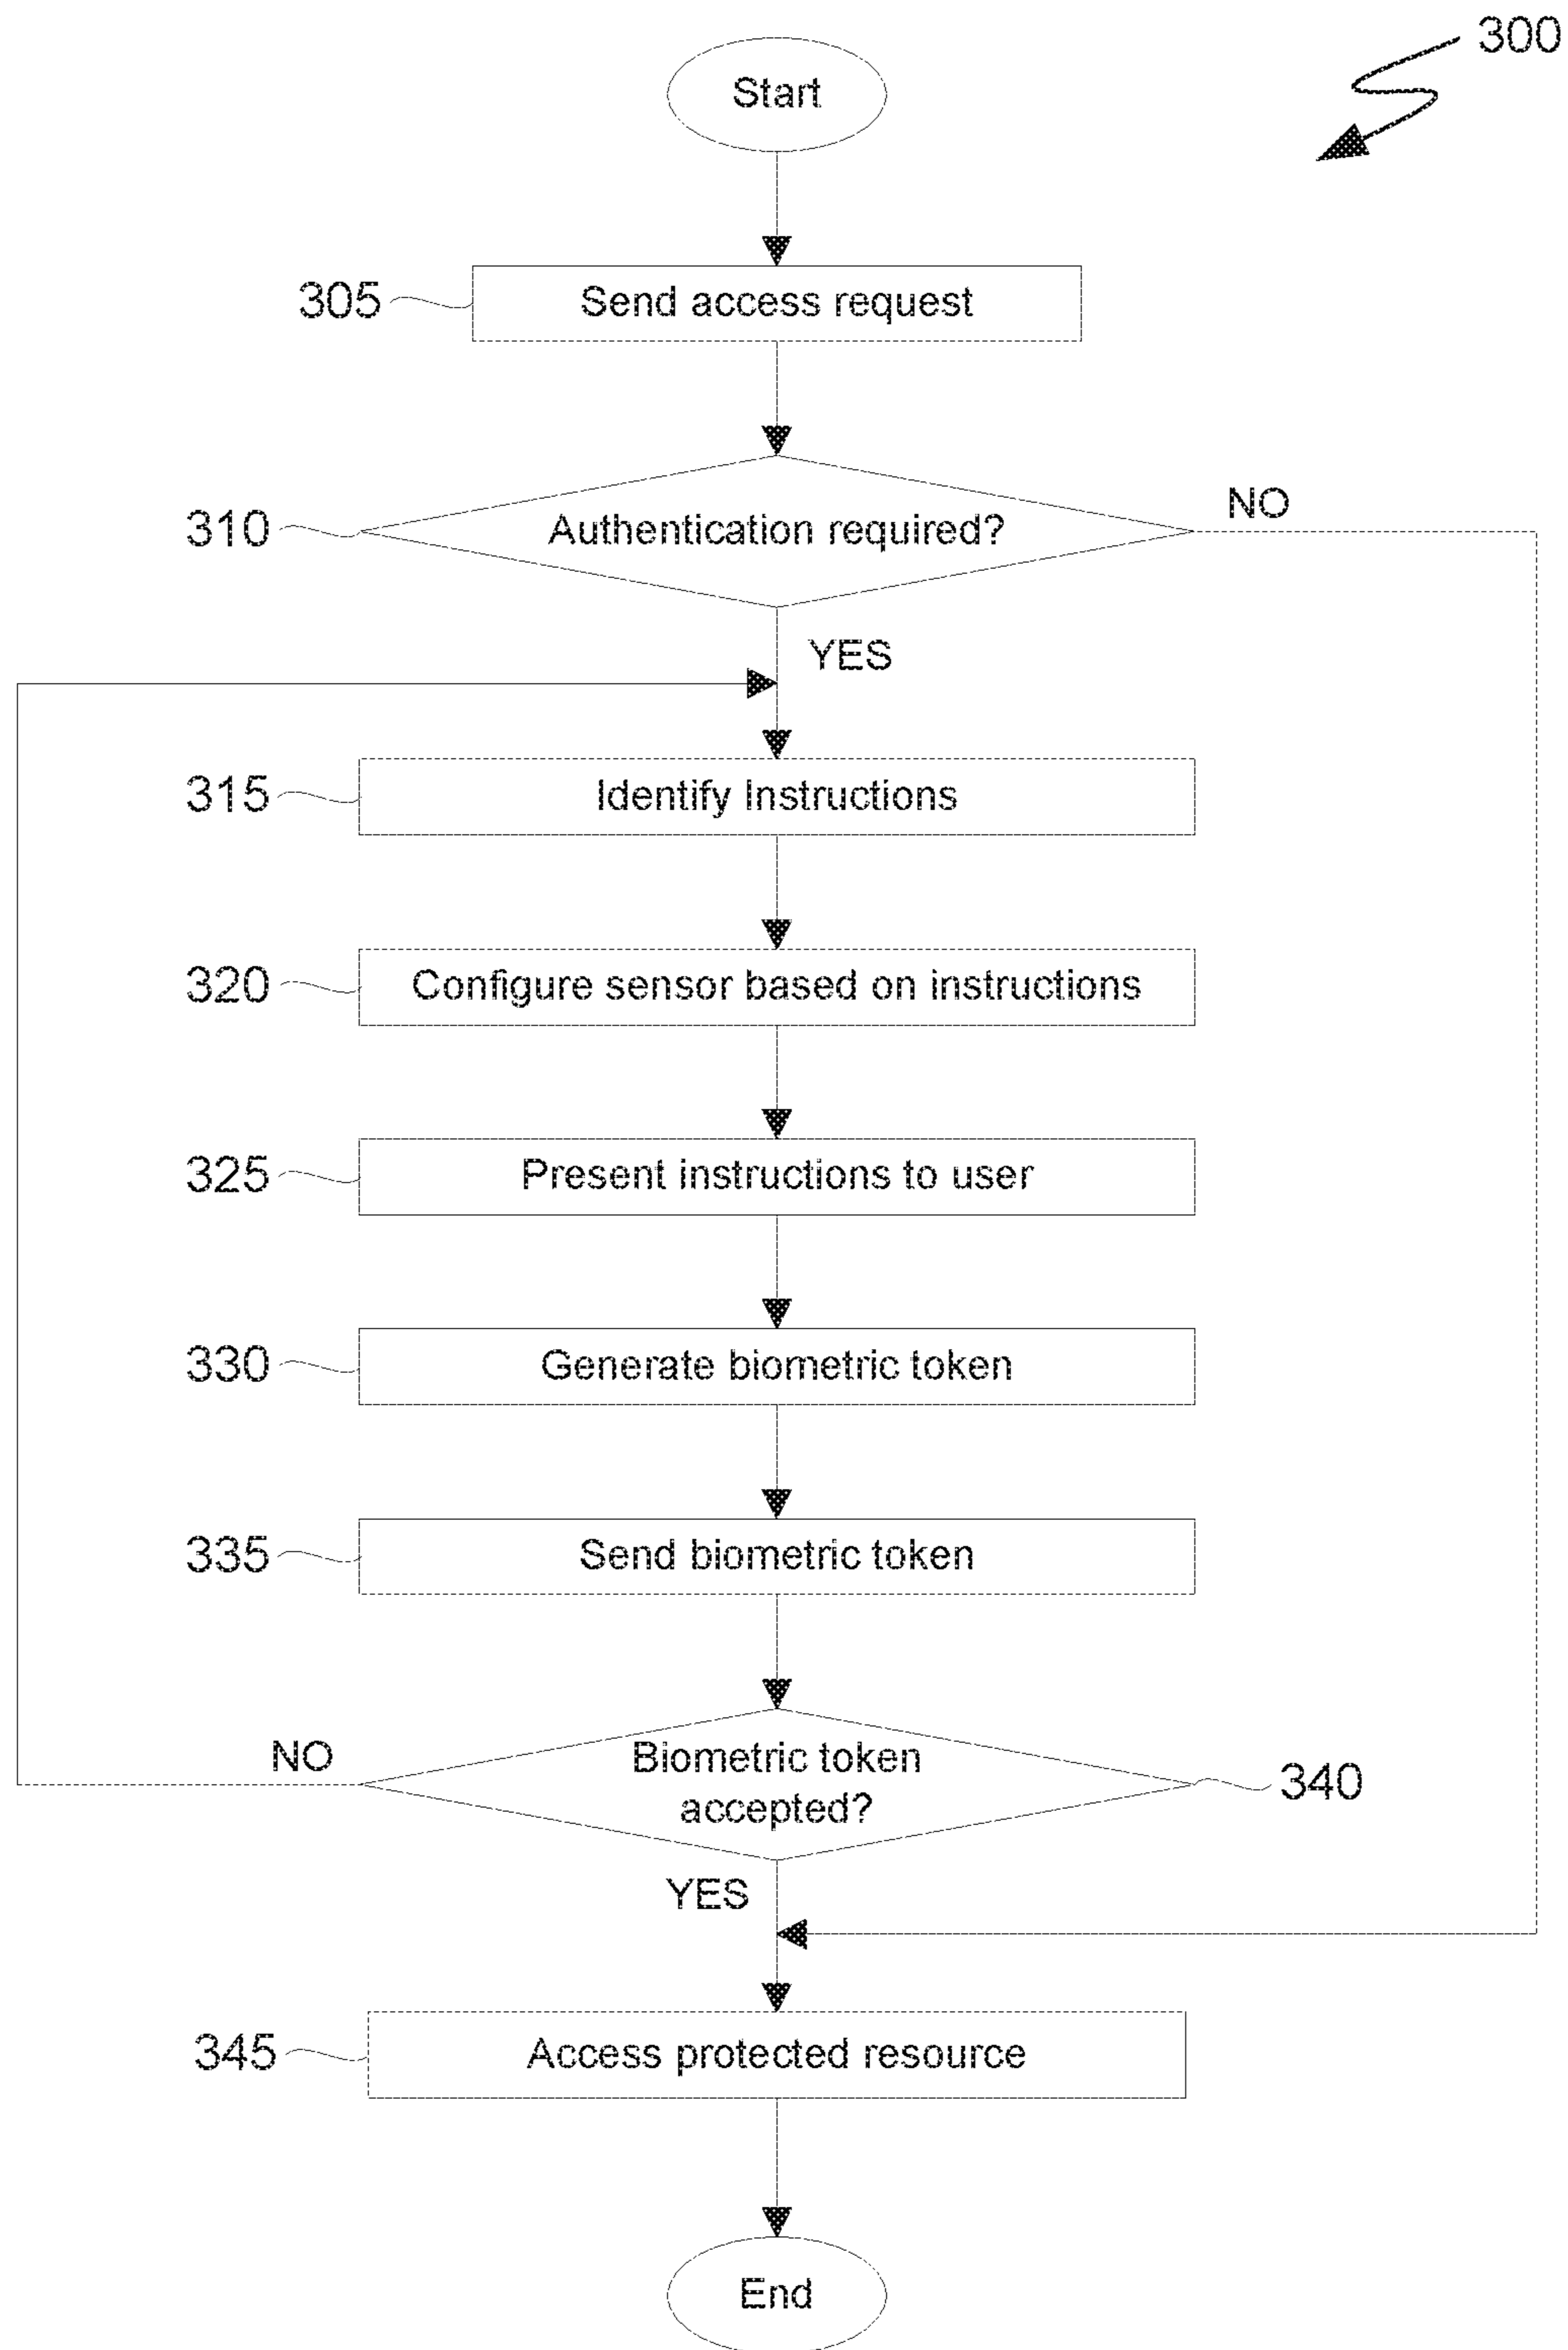 300
Start
305
Send access request
310
Authentication required?
NO
YES
315
Identify Instructions
320
Configure sensor based on instructions
325
Present instructions to user
330
Generate biometric token
335
Send biometric token
NO
Biometric token
accepted?
340
YES
345
Access protected resource
End